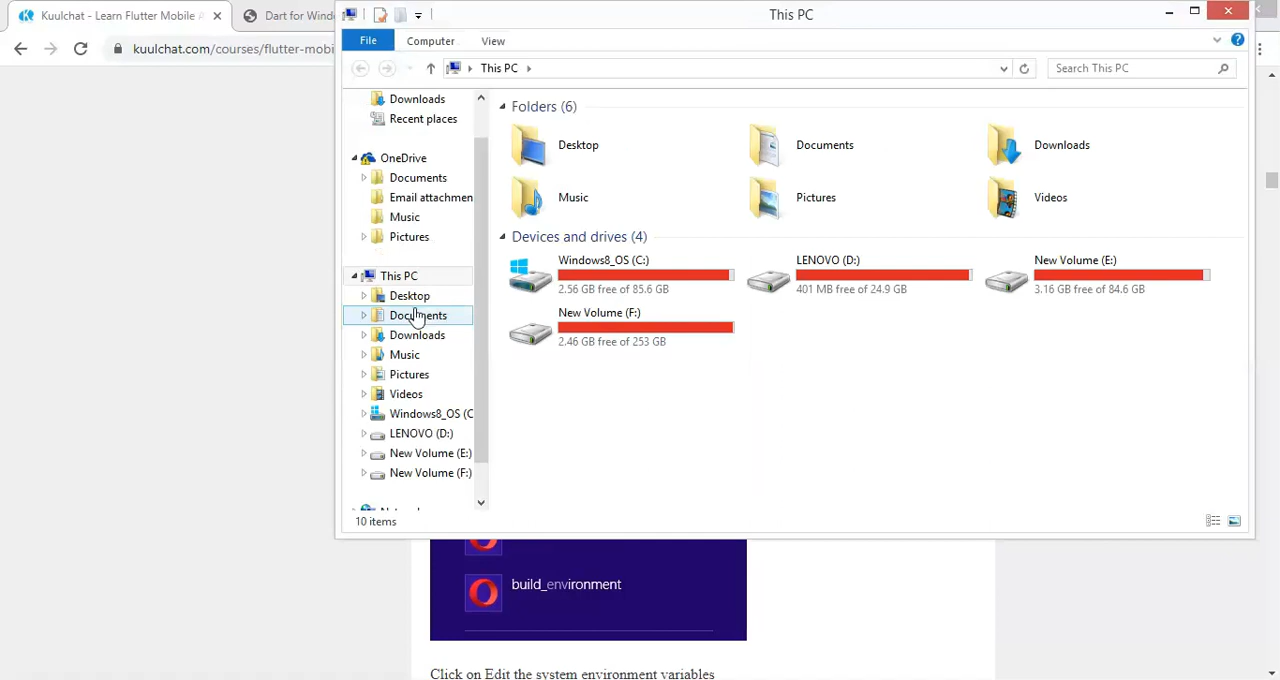 Kuulchat - Learn Flutter Mobile A
Dart for Wind
kuulchat.com/courses/flutter-mobi
This PC
File
Computer
View
This PC
Search This PC
Downloads
Recent places
OneDrive
Documents
Email attachmen
Music
Pictures
This PC
Desktop
Documents
Downloads
Music
Pictures
Videos
Windows8_OS (C
LENOVO (D:)
New Volume (E:)
New Volume (F:)
Folders (6)
Desktop
Documents
Downloads
Music
Pictures
Videos
Devices and drives (4)
Windows8_OS (C:)
2.56 GB free of 85.6 GB
LENOVO (D:)
401 MB free of 24.9 GB
New Volume (E:)
3.16 GB free of 84.6 GB
New Volume (F:)
2.46 GB free of 253 GB
10 items
build_environment
Click on Edit the system environment variables